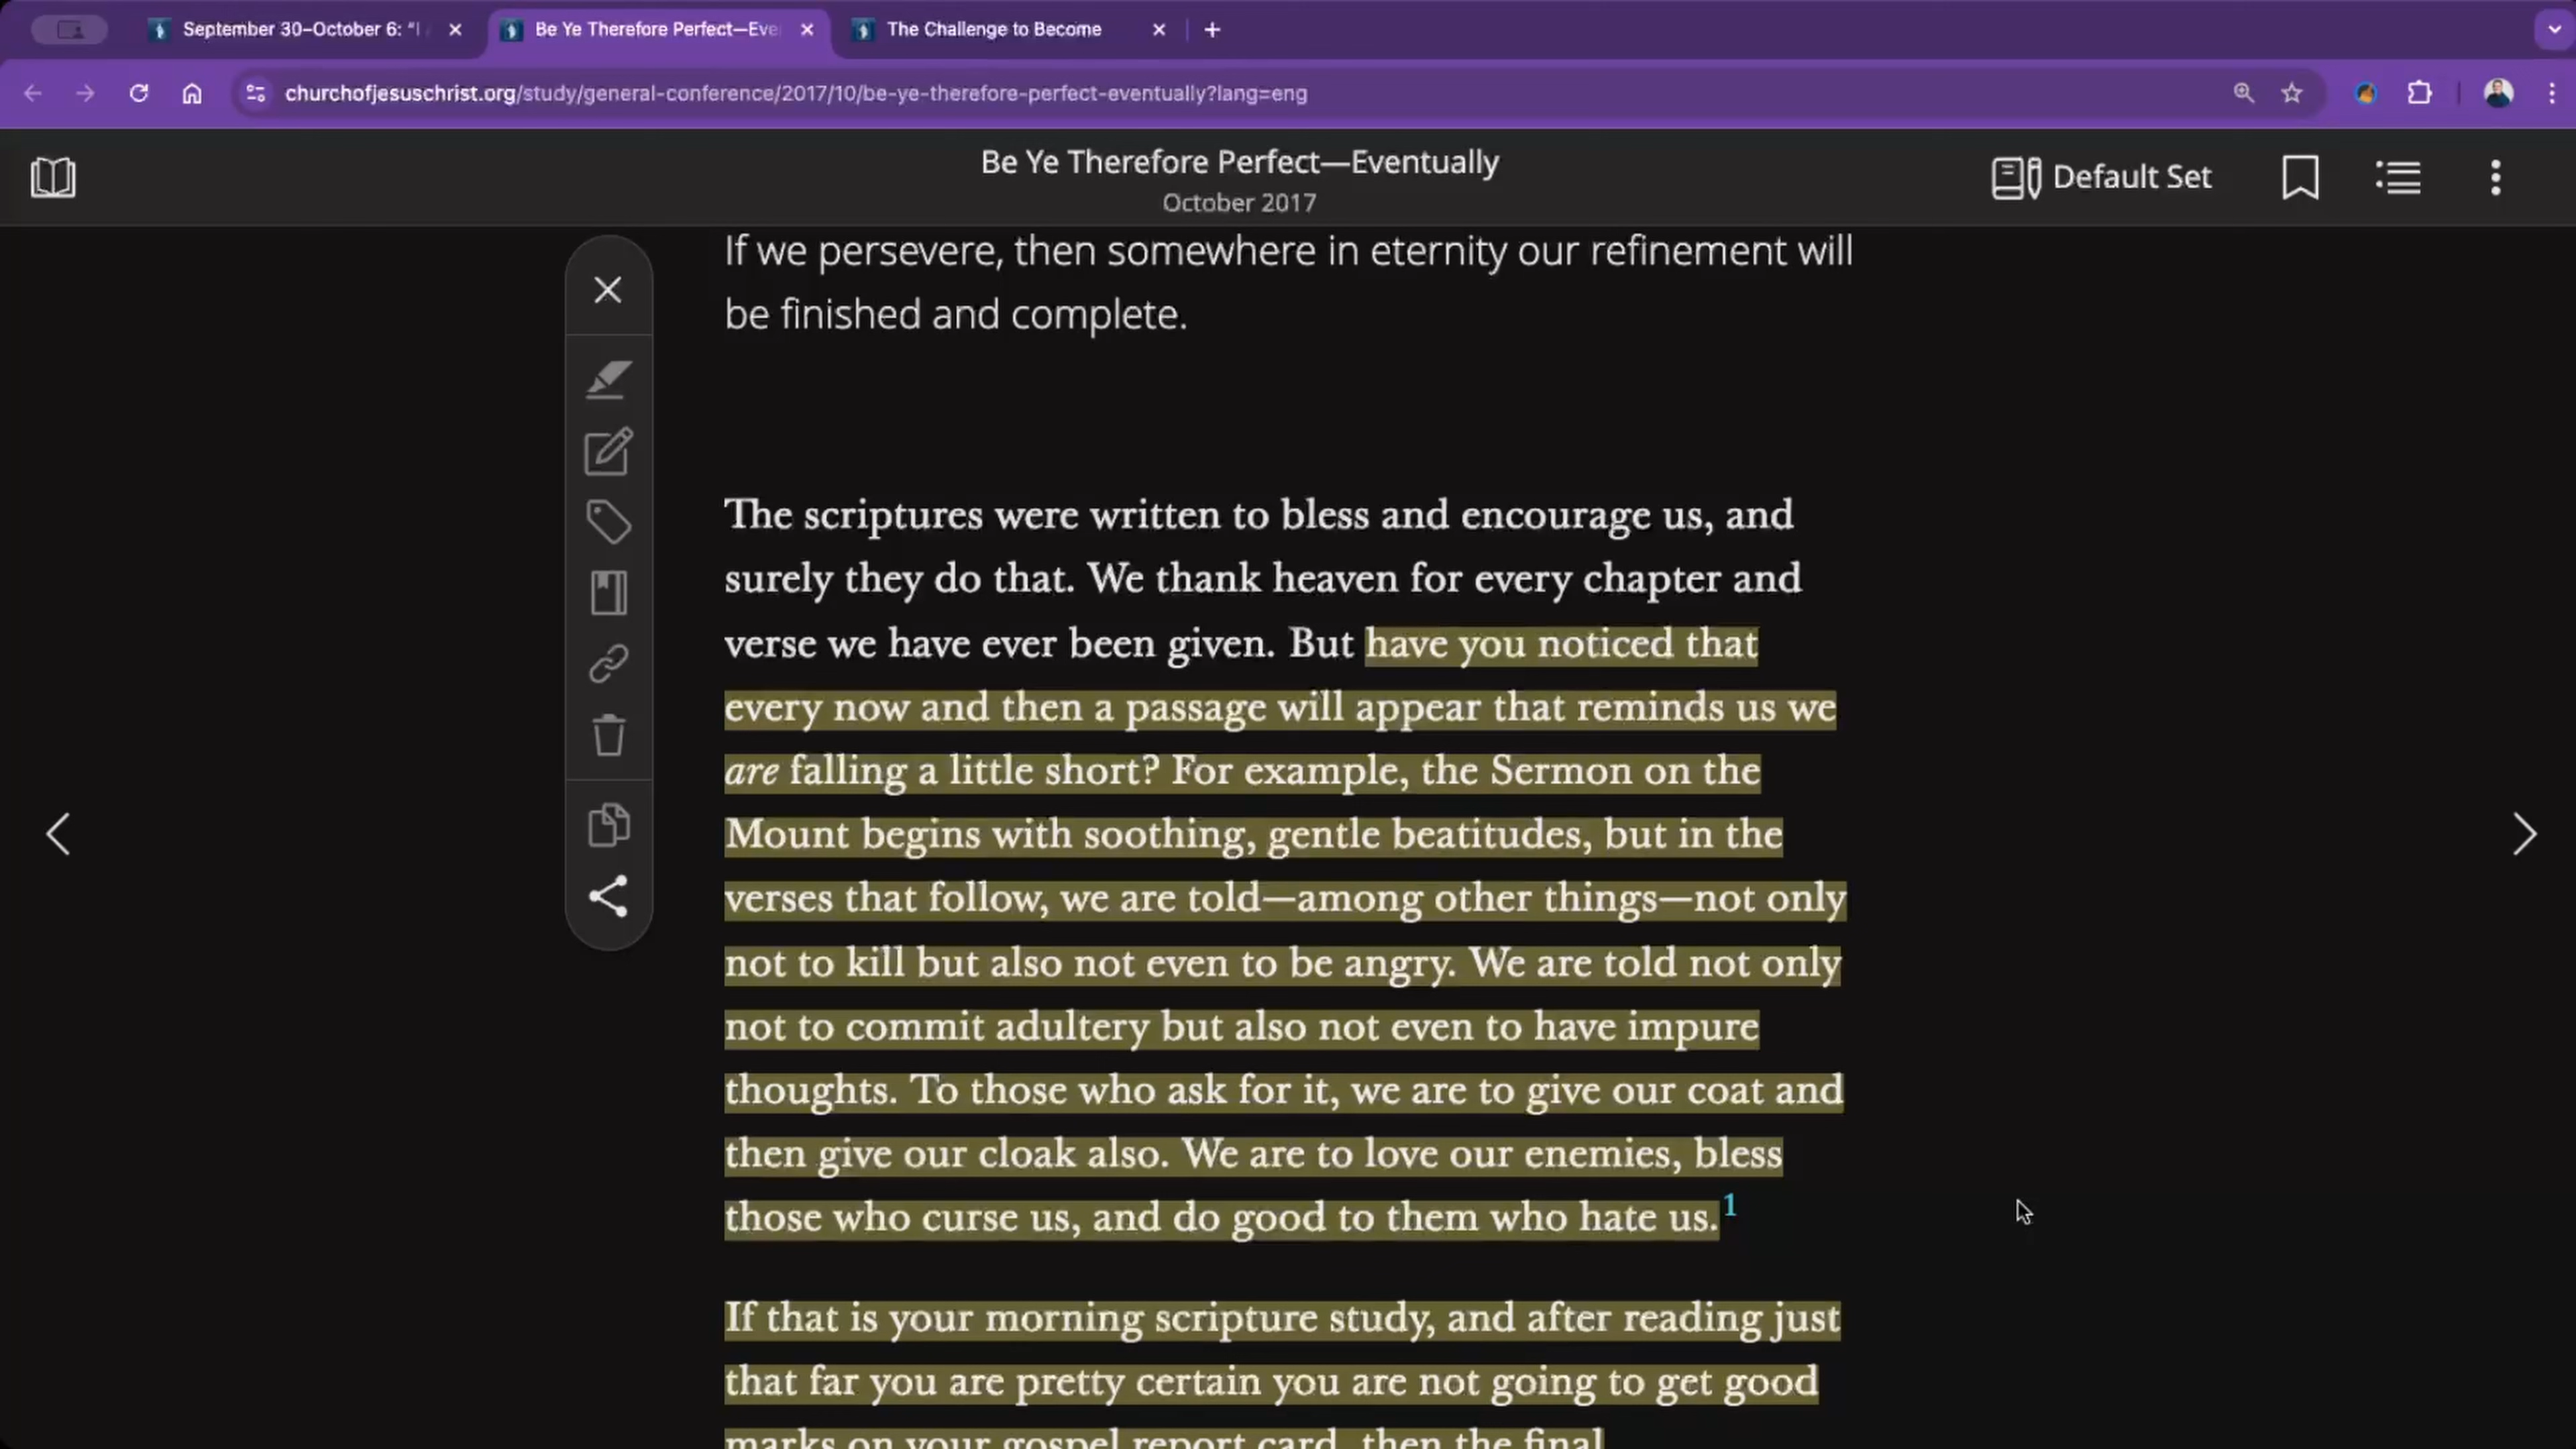 September 30–October 6: “I
Be Ye Therefore Perfect—Eve
The Challenge to Become
churchofjesuschrist.org/study/general-conference/2017/10/be-ye-therefore-perfect-eventually?lang=eng
Be Ye Therefore Perfect—Eventually
October 2017
Default Set
If we persevere, then somewhere in eternity our refinement will
be finished and complete.
The scriptures were written to bless and encourage us, and
surely they do that. We thank heaven for every chapter and
verse we have ever been given. But have you noticed that
every now and then a passage will appear that reminds us we
are falling a little short? For example, the Sermon on the
Mount begins with soothing, gentle beatitudes, but in the
verses that follow, we are told—among other things—not only
not to kill but also not even to be angry. We are told not only
not to commit adultery but also not even to have impure
thoughts. To those who ask for it, we are to give our coat and
then give our cloak also. We are to love our enemies, bless
those who curse us, and do good to them who hate us.1
If that is your morning scripture study, and after reading just
that far you are pretty certain you are not going to get good
marks on your gospel report card, then the final